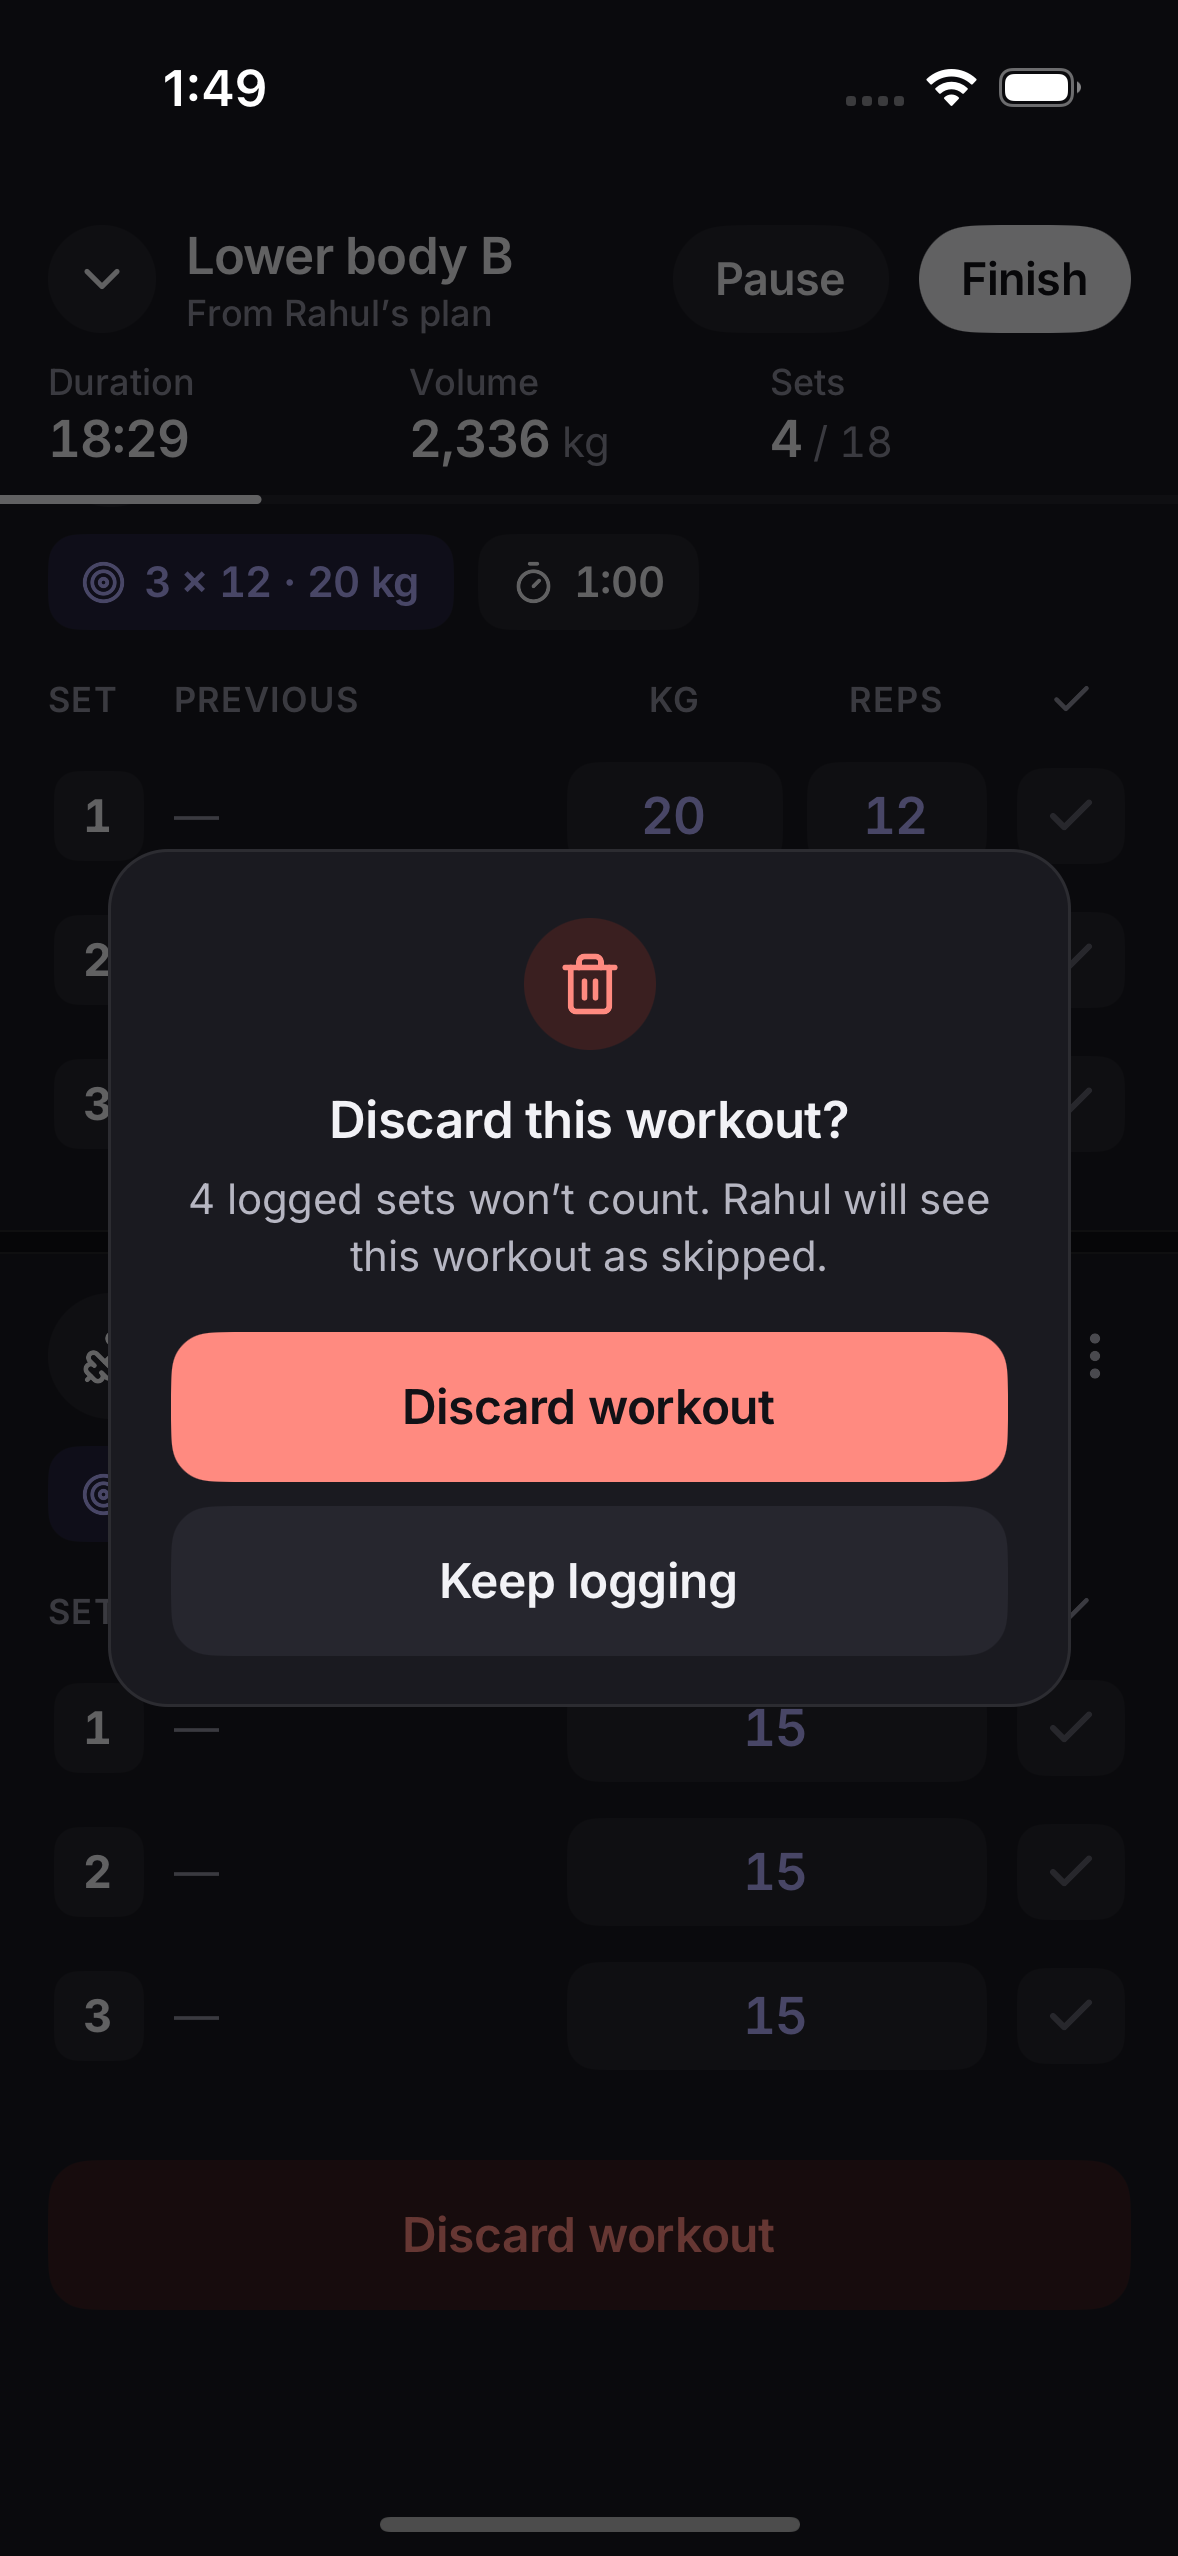 1:49
Lower body B
From Rahul’s plan
Pause
Finish
Duration
Volume
Sets
18:29
2,336 kg
4 / 18
3 × 12 · 20 kg
1:00
SET PREVIOUS KG REPS
1 — 20 12
2
3
Discard this workout?
4 logged sets won’t count. Rahul will see
this workout as skipped.
Discard workout
Keep logging
SET
1 — 15
2 — 15
3 — 15
Discard workout